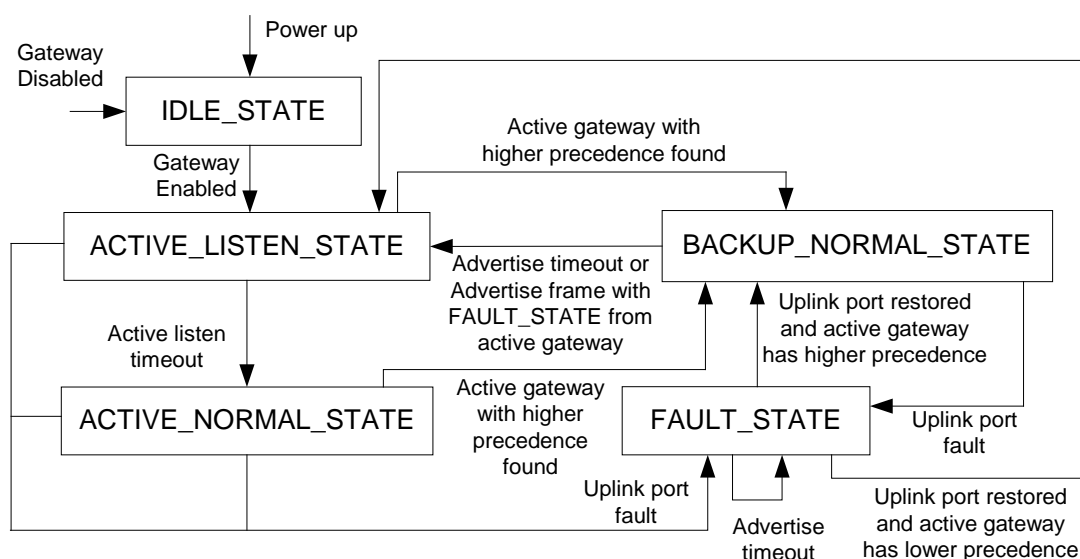 Power up
Gateway
Disabled
IDLE_STATE
Gateway
Enabled
Active gateway with
higher precedence found
ACTIVE_LISTEN_STATE
BACKUP_NORMAL_STATE
Advertise timeout or
Advertise frame with
FAULT_STATE from
active gateway
Uplink port restored
and active gateway
has higher precedence
Active listen
timeout
ACTIVE_NORMAL_STATE
Active gateway
with higher
precedence
found
FAULT_STATE
Uplink port
fault
Uplink port
fault
Advertise
timeout
Uplink port restored
and active gateway
has lower precedence